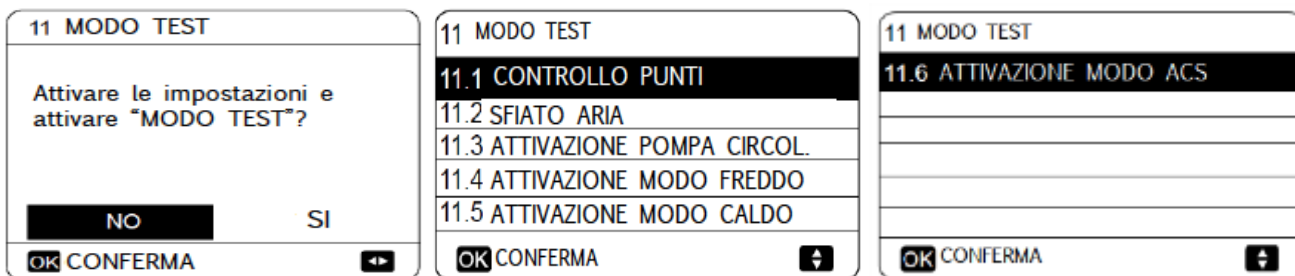 11 MODO TEST
Attivare le impostazioni e
attivare “MODO TEST”?
NO SI
OK CONFERMA
11 MODO TEST
11.1 CONTROLLO PUNTI
11.2 SFIATO ARIA
11.3 ATTIVAZIONE POMPA CIRCOL.
11.4 ATTIVAZIONE MODO FREDDO
11.5 ATTIVAZIONE MODO CALDO
OK CONFERMA
11 MODO TEST
11.6 ATTIVAZIONE MODO ACS
OK CONFERMA